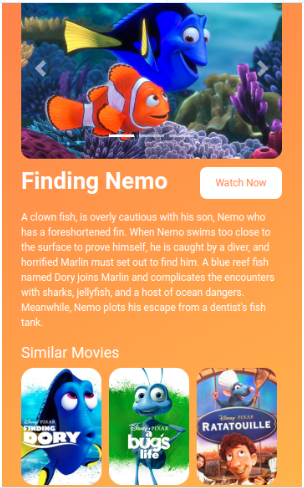 Finding Nemo
Watch Now
A clown fish, is overly cautious with his son, Nemo who
has a foreshortened fin. When Nemo swims too close to
the surface to prove himself, he is caught by a diver, and
horrified Marlin must set out to find him. A blue reef fish
named Dory joins Marlin and complicates the encounters
with sharks, jellyfish, and a host of ocean dangers.
Meanwhile, Nemo plots his escape from a dentist's fish
tank.
Similar Movies
DISNEY PIXAR
FINDING
DORY
DISNEY PIXAR
a
bug's
life
DISNEY PIXAR
RATATOUILLE